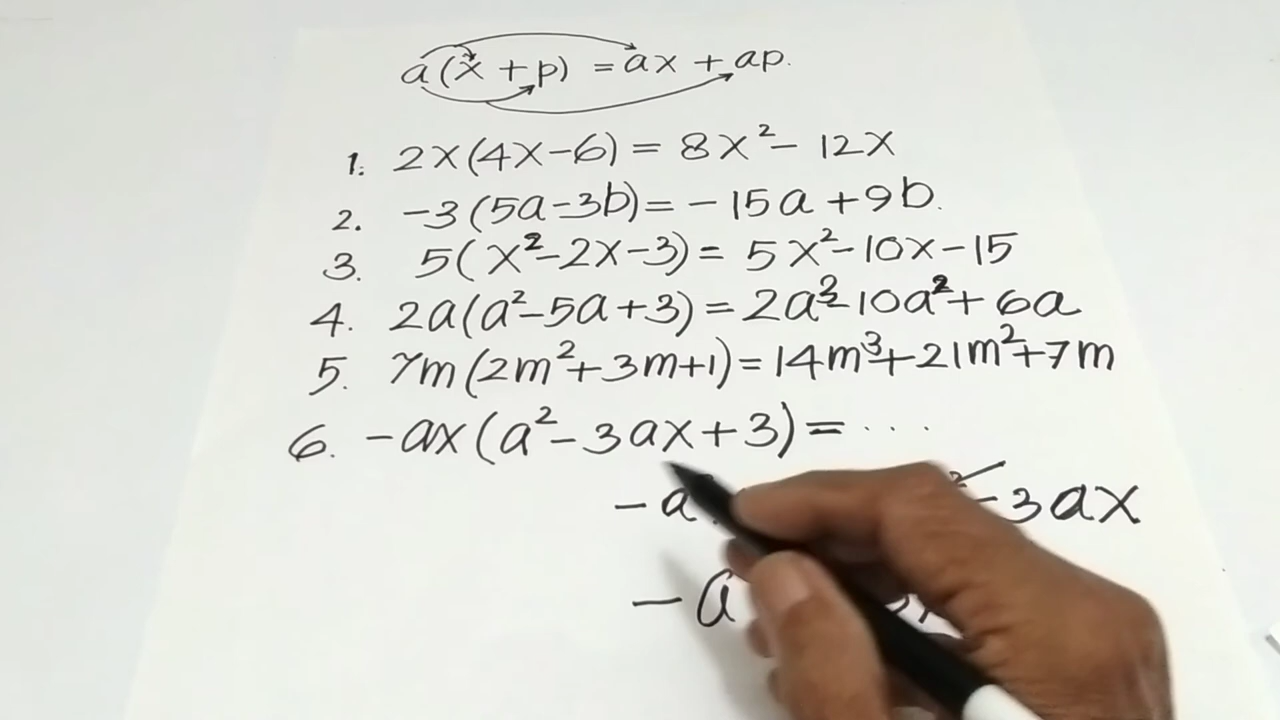 a(x+p) = ax + ap.
1. 2x(4x-6) = 8x² - 12x
2. -3(5a-3b) = -15a + 9b.
3. 5(x²-2x-3) = 5x²-10x-15
4. 2a(a²-5a+3) = 2a³-10a²+6a
5. 7m(2m²+3m+1) = 14m³+21m²+7m
6. -ax(a²-3ax+3) = ....
-a -3ax
-a